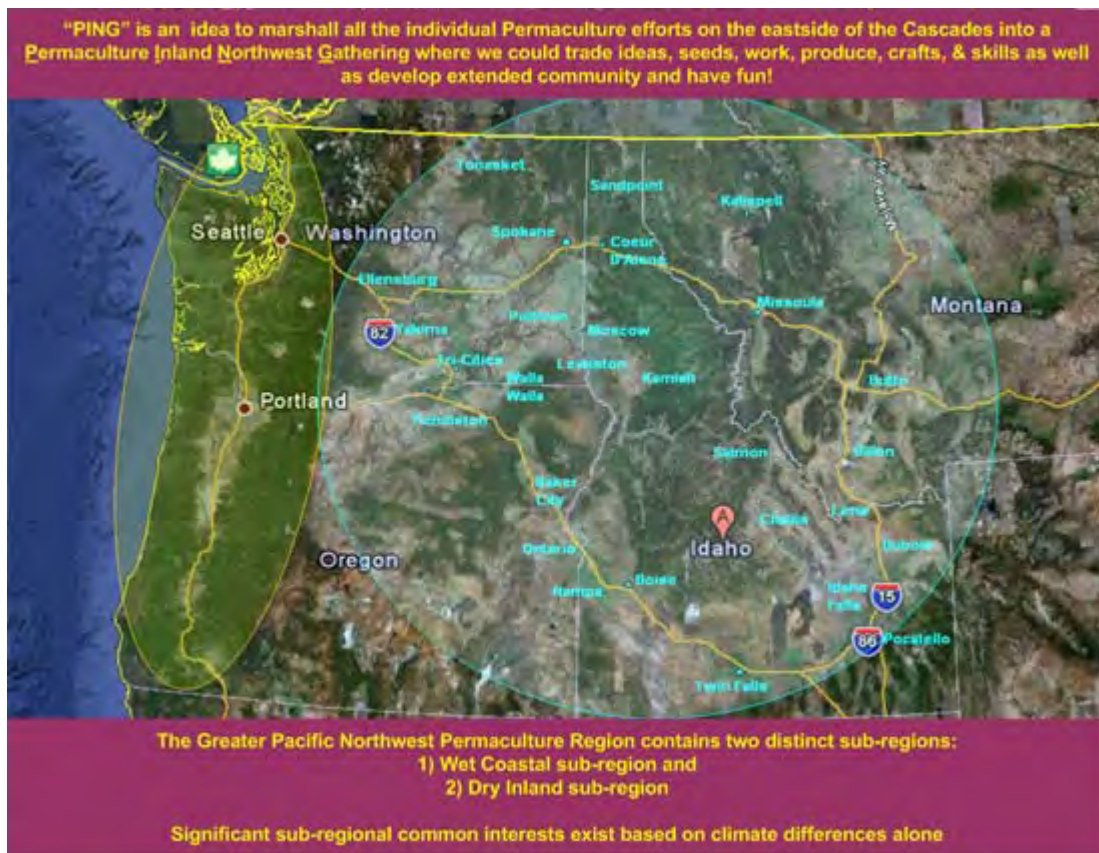 “PING” is an idea to marshall all the individual Permaculture efforts on the eastside of the Cascades into a
Permaculture Inland Northwest Gathering where we could trade ideas, seeds, work, produce, crafts, & skills as well
as develop extended community and have fun!
Tonasket
Sandpoint
Kalispell
Seattle
Washington
Spokane
Coeur
D'Alene
Ellensburg
Missoula
Montana
82
Yakima
Pullman
Moscow
Tri-Cities
Lewiston
Walla
Walla
Kamiah
Butte
Portland
Pendleton
Salmon
Dillon
Baker
City
A
Challis
Lima
Idaho
Dubois
Oregon
Ontario
Boise
Nampa
Idaho
Falls
15
86
Pocatello
Twin Falls
The Greater Pacific Northwest Permaculture Region contains two distinct sub-regions:
1) Wet Coastal sub-region and
2) Dry Inland sub-region
Significant sub-regional common interests exist based on climate differences alone